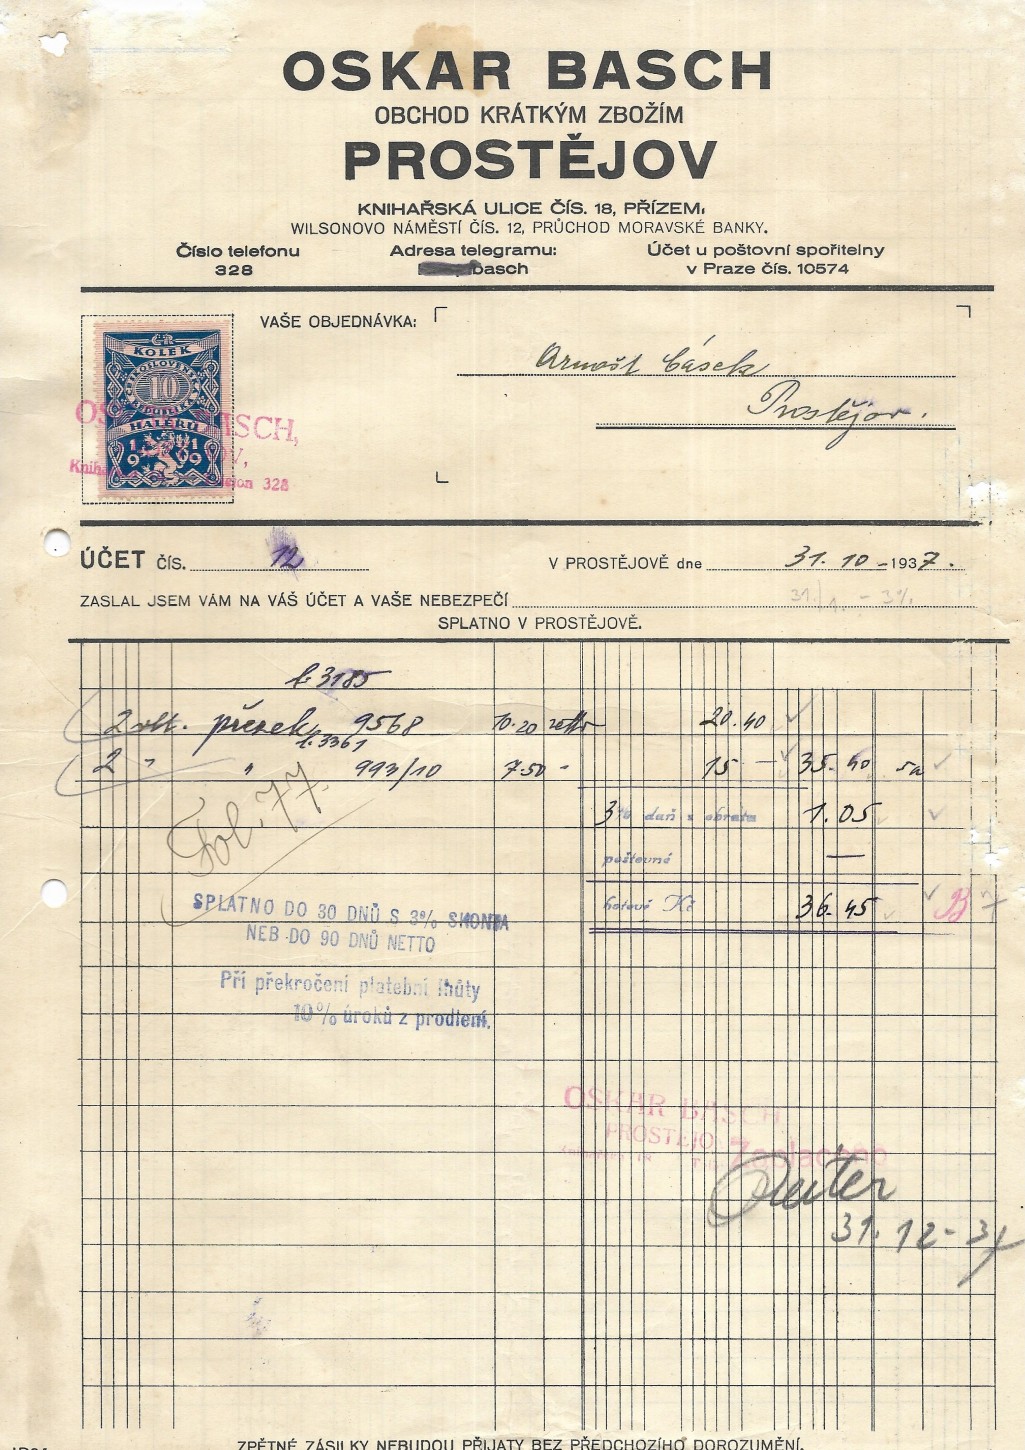 OSKAR BASCH
OBCHOD KRÁTKÝM ZBOŽÍM
PROSTĚJOV
KNIHAŘSKÁ ULICE ČÍS. 18, PŘÍZEMÍ
WILSONOVO NÁMĚSTÍ ČÍS. 12, PRŮCHOD MORAVSKÉ BANKY.
Číslo telefonu Adresa telegramu: Účet u poštovní spořitelny
328 basch v Praze čís. 10574
VAŠE OBJEDNÁVKA:
Arnošt Cásek
Prostějov.
ČR
KOLEK
10
HALÉŘŮ
1919
OSKAR BASCH,
328
ÚČET ČÍS. 12 V PROSTĚJOVĚ dne 31. 10 - 1937.
ZASLAL JSEM VÁM NA VÁŠ ÚČET A VAŠE NEBEZPEČÍ
SPLATNO V PROSTĚJOVĚ.
3185
2 přezek 9568 10.20 20.40
3361
2 " " 993/10 7.50 - 15 - 35.40
3% daň z obratu 1.05
poštovné —
hotově Kč 36.45
Fol. 77.
SPLATNO DO 30 DNŮ S 3% SKONTA
NEB DO 90 DNŮ NETTO
Při překročení platební lhůty
10% úroků z prodlení.
OSKAR BASCH,
PROSTĚJOV
Zaplaceno
31. 12 - 37
ZPĚTNÉ ZÁSILKY NEBUDOU PŘIJATY BEZ PŘEDCHOZÍHO DOROZUMĚNÍ.